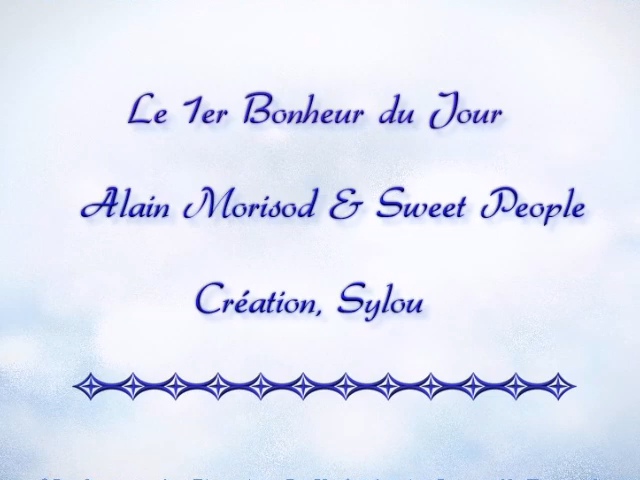 Le 1er Bonheur du Jour
Alain Morisod & Sweet People
Création, Sylou